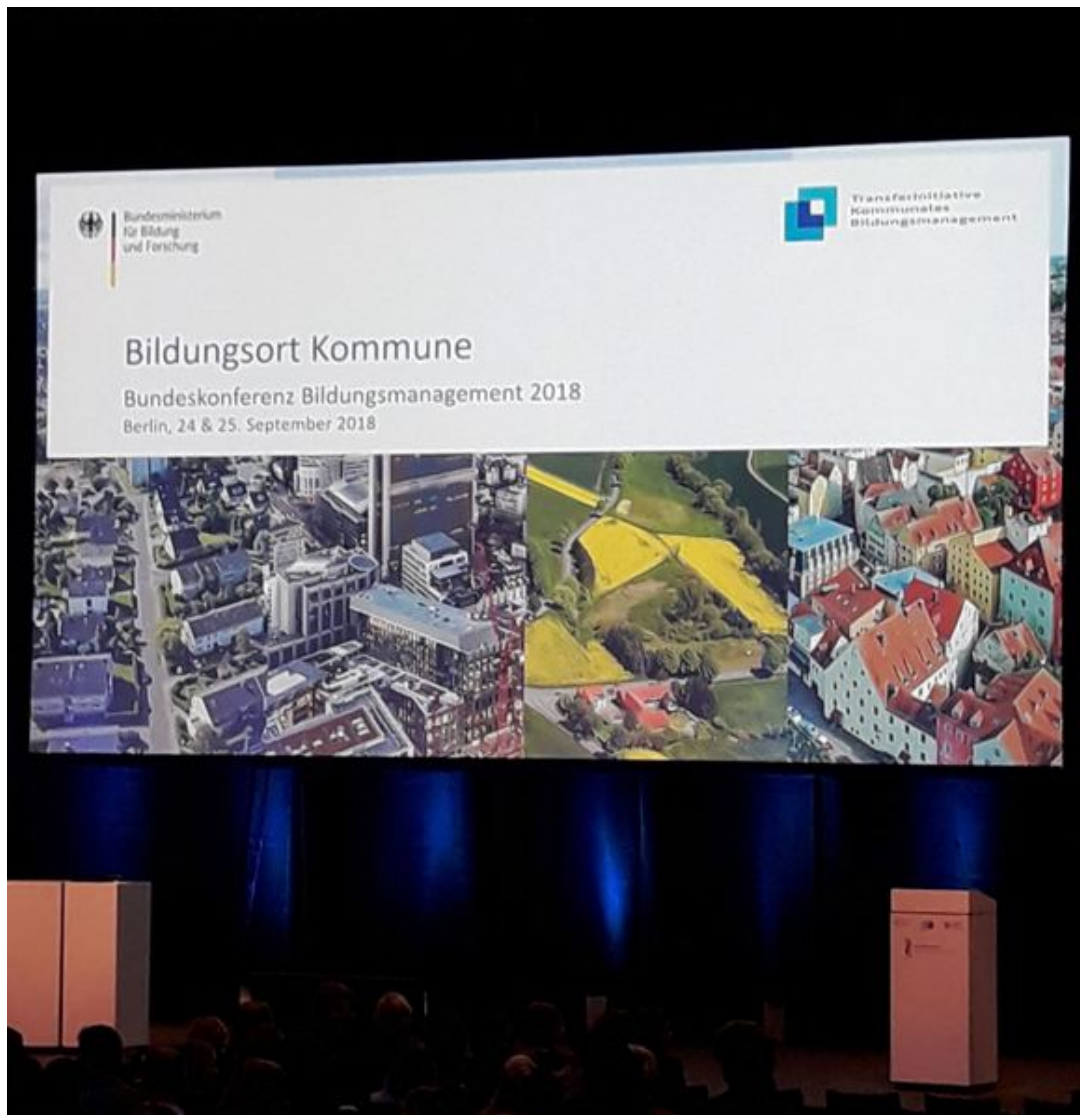 Bundesministerium
für Bildung
und Forschung
Transferinitiative
Kommunales
Bildungsmanagement
Bildungsort Kommune
Bundeskonferenz Bildungsmanagement 2018
Berlin, 24 & 25. September 2018